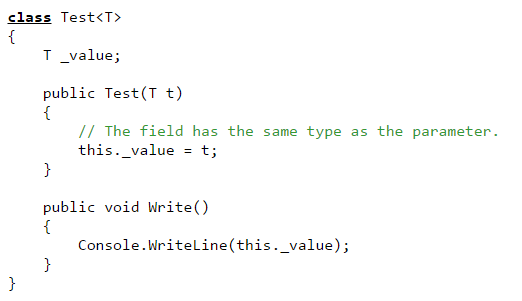 class Test<T>
{
    T _value;

    public Test(T t)
    {
        // The field has the same type as the parameter.
        this._value = t;
    }

    public void Write()
    {
        Console.WriteLine(this._value);
    }
}